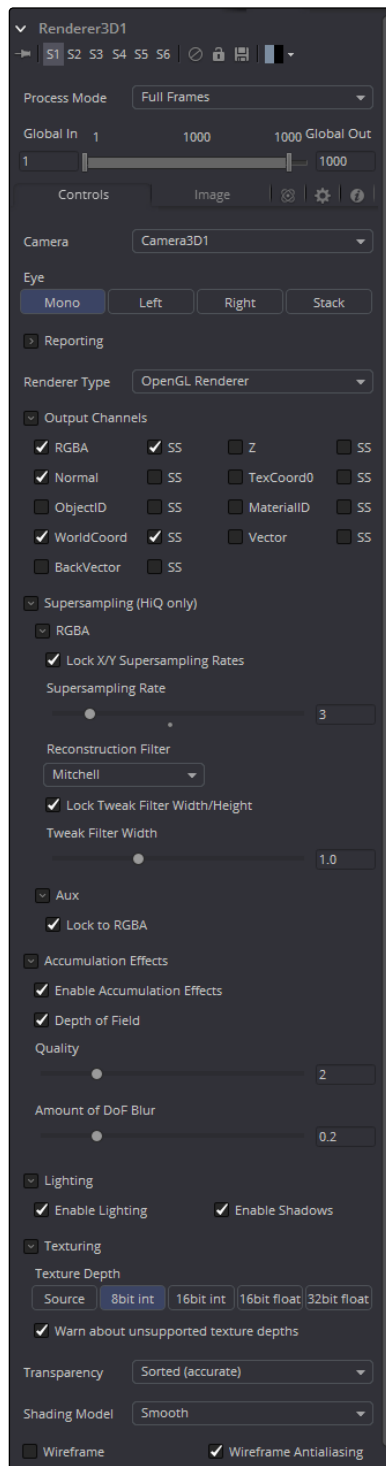 Renderer3D1
S1 S2 S3 S4 S5 S6
Process Mode Full Frames
Global In 1 1000 1000 Global Out
1 1000
Controls Image
Camera Camera3D1
Eye
Mono Left Right Stack
Reporting
Renderer Type OpenGL Renderer
Output Channels
RGBA SS Z SS
Normal SS TexCoord0 SS
ObjectID SS MaterialID SS
WorldCoord SS Vector SS
BackVector SS
Supersampling (HiQ only)
RGBA
Lock X/Y Supersampling Rates
Supersampling Rate
3
Reconstruction Filter
Mitchell
Lock Tweak Filter Width/Height
Tweak Filter Width
1.0
Aux
Lock to RGBA
Accumulation Effects
Enable Accumulation Effects
Depth of Field
Quality
2
Amount of DoF Blur
0.2
Lighting
Enable Lighting Enable Shadows
Texturing
Texture Depth
Source 8bit int 16bit int 16bit float 32bit float
Warn about unsupported texture depths
Transparency Sorted (accurate)
Shading Model Smooth
Wireframe Wireframe Antialiasing